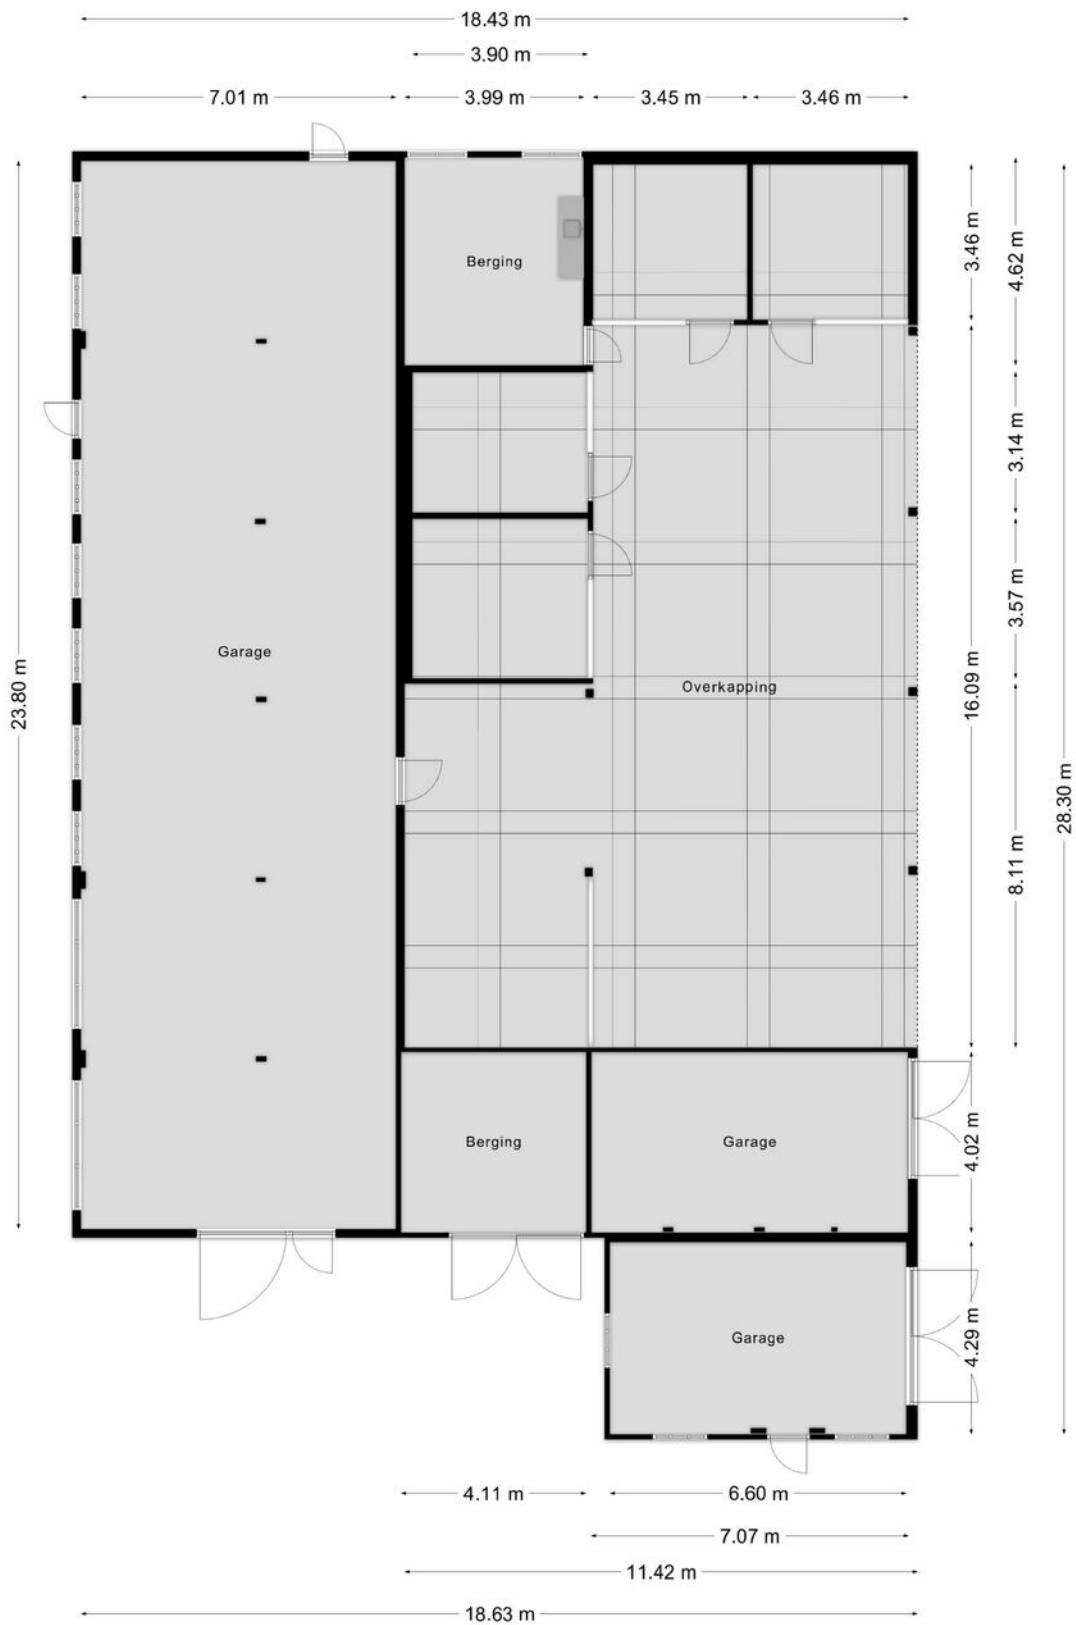 18.43 m
3.90 m
7.01 m
3.99 m
3.45 m
3.46 m
3.46 m
4.62 m
Berging
3.14 m
3.57 m
Garage
23.80 m
Overkapping
16.09 m
28.30 m
8.11 m
Berging
Garage
4.02 m
Garage
4.29 m
4.11 m
6.60 m
7.07 m
11.42 m
18.63 m